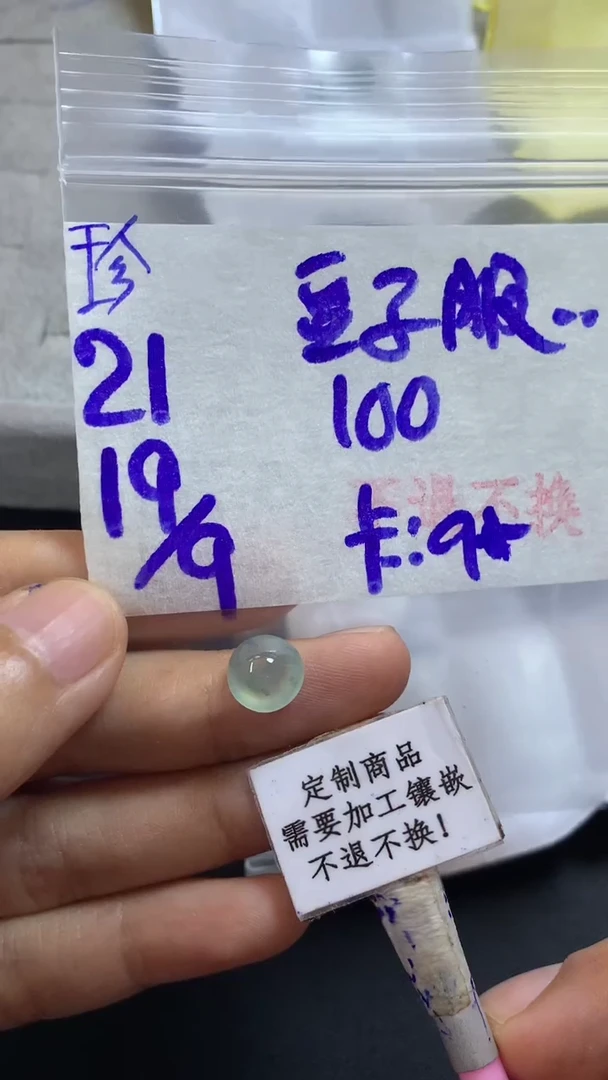 珍
21
19/9
豆子服..
100
不退不换
卡:9
定制商品
需要加工镶嵌
不退不换!